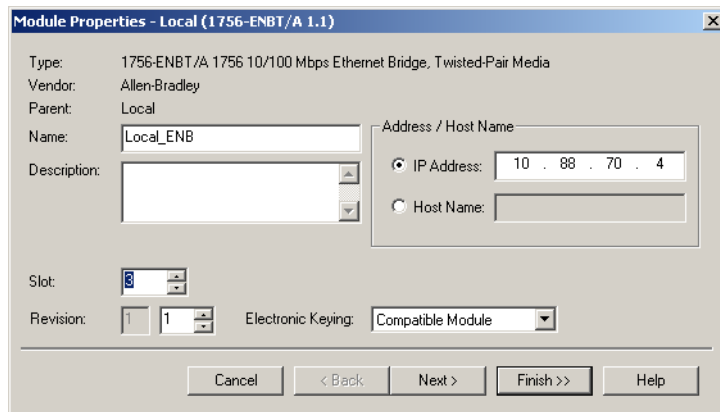 Module Properties - Local (1756-ENBT/A 1.1)
Type: 1756-ENBT/A 1756 10/100 Mbps Ethernet Bridge, Twisted-Pair Media
Vendor: Allen-Bradley
Parent: Local
Name: Local_ENB
Description:
Address / Host Name
IP Address: 10 . 88 . 70 . 4
Host Name:
Slot: 3
Revision: 1 1 Electronic Keying: Compatible Module
Cancel < Back Next > Finish >> Help